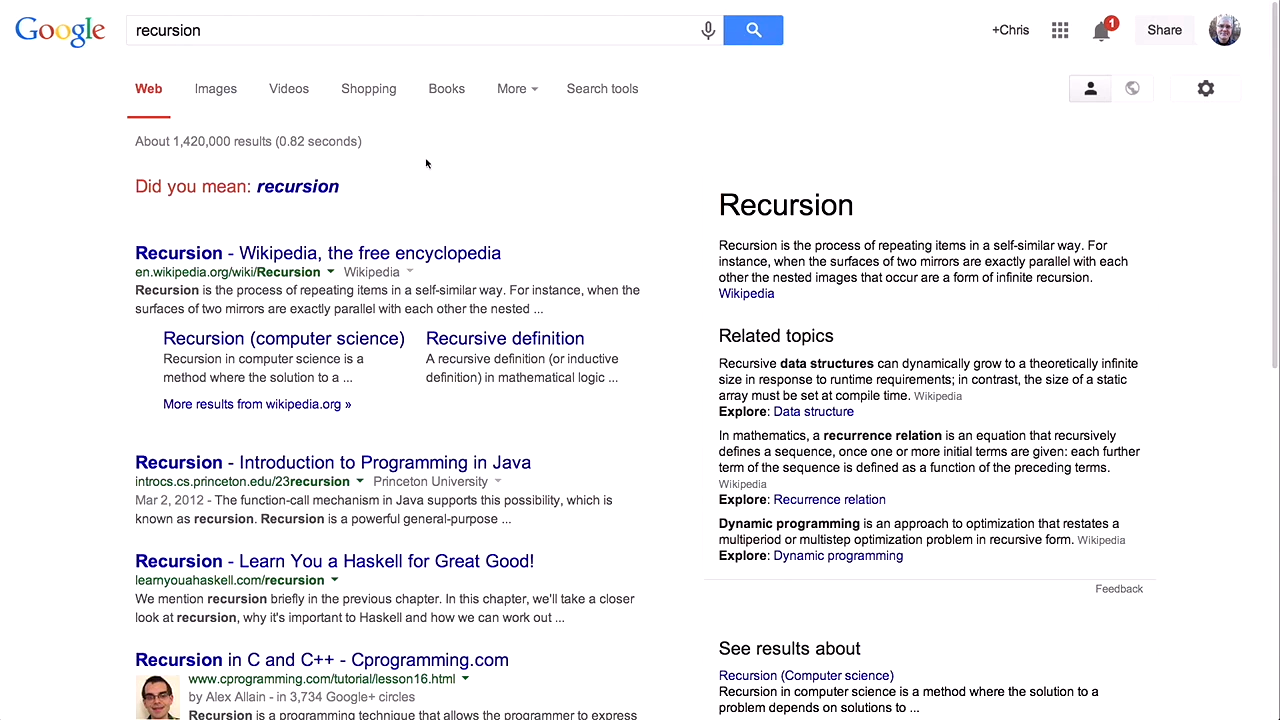 Google
recursion
+Chris
1
Share
Web
Images
Videos
Shopping
Books
More
Search tools
About 1,420,000 results (0.82 seconds)
Did you mean: recursion
Recursion - Wikipedia, the free encyclopedia
en.wikipedia.org/wiki/Recursion Wikipedia
Recursion is the process of repeating items in a self-similar way. For instance, when the
surfaces of two mirrors are exactly parallel with each other the nested ...
Recursion (computer science)
Recursion in computer science is a
method where the solution to a ...
Recursive definition
A recursive definition (or inductive
definition) in mathematical logic ...
More results from wikipedia.org »
Recursion - Introduction to Programming in Java
introcs.cs.princeton.edu/23recursion Princeton University
Mar 2, 2012 - The function-call mechanism in Java supports this possibility, which is
known as recursion. Recursion is a powerful general-purpose ...
Recursion - Learn You a Haskell for Great Good!
learnyouahaskell.com/recursion
We mention recursion briefly in the previous chapter. In this chapter, we'll take a closer
look at recursion, why it's important to Haskell and how we can work out ...
Recursion in C and C++ - Cprogramming.com
www.cprogramming.com/tutorial/lesson16.html
by Alex Allain - in 3,734 Google+ circles
Recursion is a programming technique that allows the programmer to express
Recursion
Recursion is the process of repeating items in a self-similar way. For
instance, when the surfaces of two mirrors are exactly parallel with each
other the nested images that occur are a form of infinite recursion.
Wikipedia
Related topics
Recursive data structures can dynamically grow to a theoretically infinite
size in response to runtime requirements; in contrast, the size of a static
array must be set at compile time. Wikipedia
Explore: Data structure
In mathematics, a recurrence relation is an equation that recursively
defines a sequence, once one or more initial terms are given: each further
term of the sequence is defined as a function of the preceding terms.
Wikipedia
Explore: Recurrence relation
Dynamic programming is an approach to optimization that restates a
multiperiod or multistep optimization problem in recursive form. Wikipedia
Explore: Dynamic programming
Feedback
See results about
Recursion (Computer science)
Recursion in computer science is a method where the solution to a
problem depends on solutions to ...